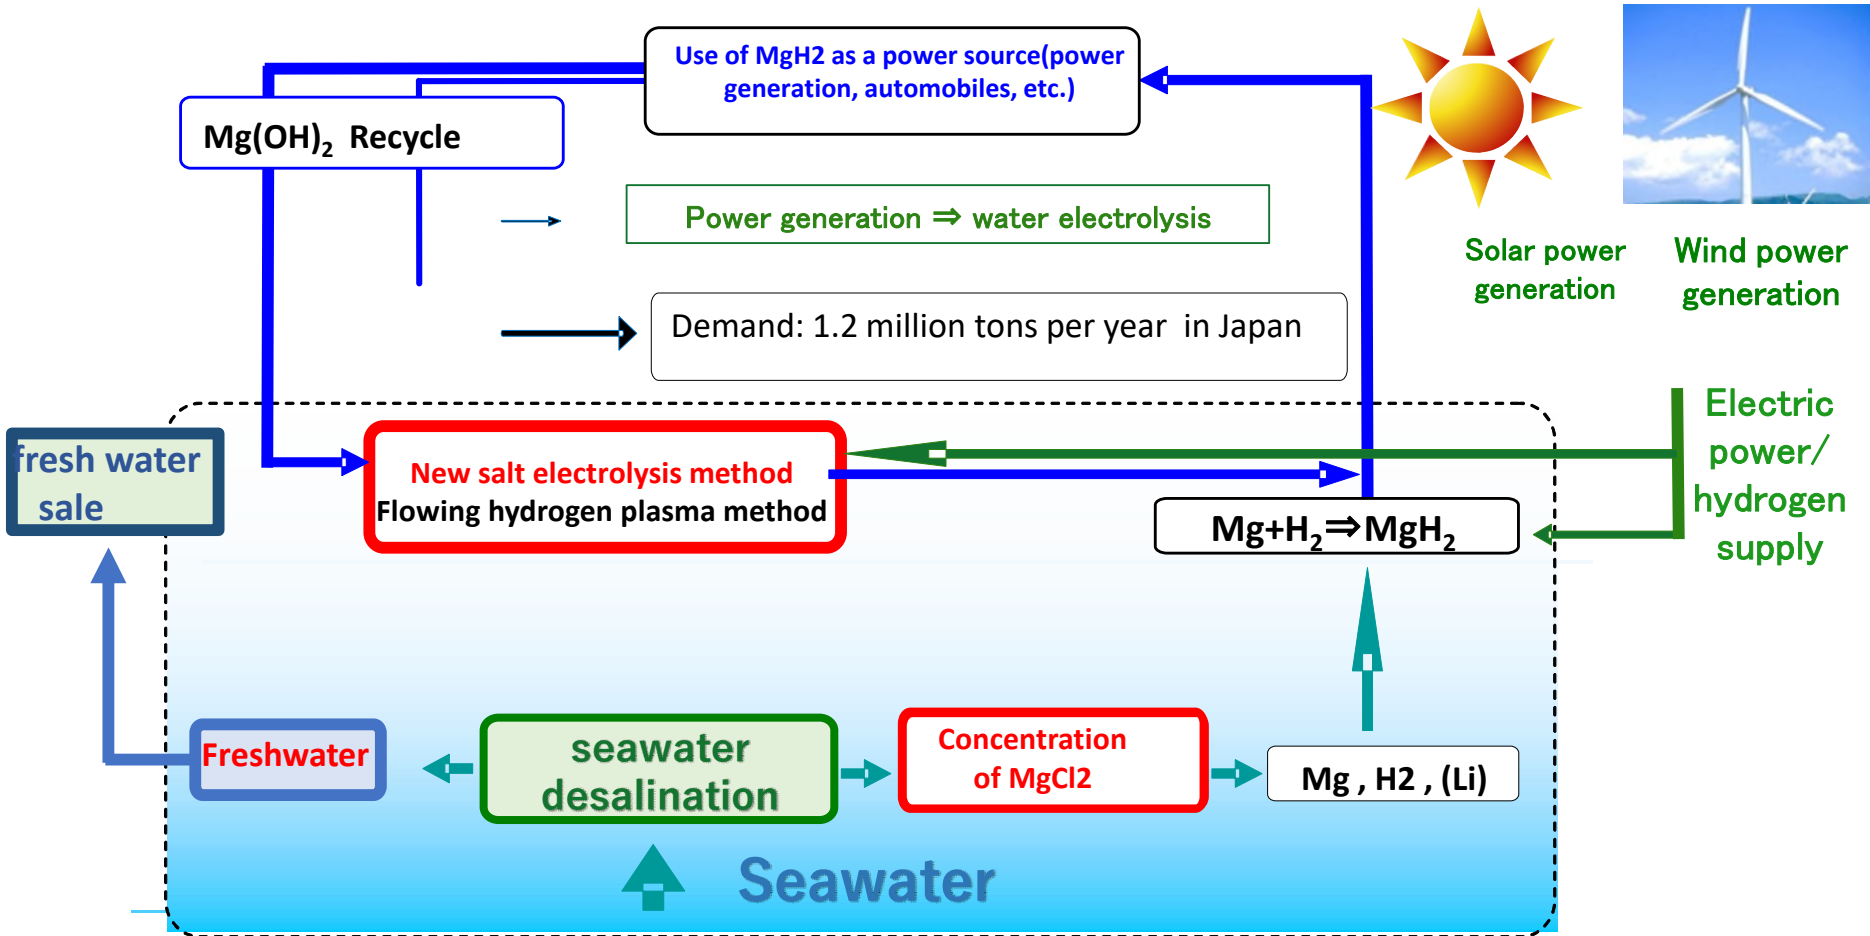 Use of MgH2 as a power source(power
generation, automobiles, etc.)
Mg(OH)₂ Recycle
Power generation ⇒ water electrolysis
Solar power
generation
Wind power
generation
Demand: 1.2 million tons per year in Japan
Electric
power/
hydrogen
supply
fresh water
sale
New salt electrolysis method
Flowing hydrogen plasma method
Mg+H₂⇒MgH₂
Freshwater
seawater
desalination
Concentration
of MgCl2
Mg , H2 , (Li)
Seawater